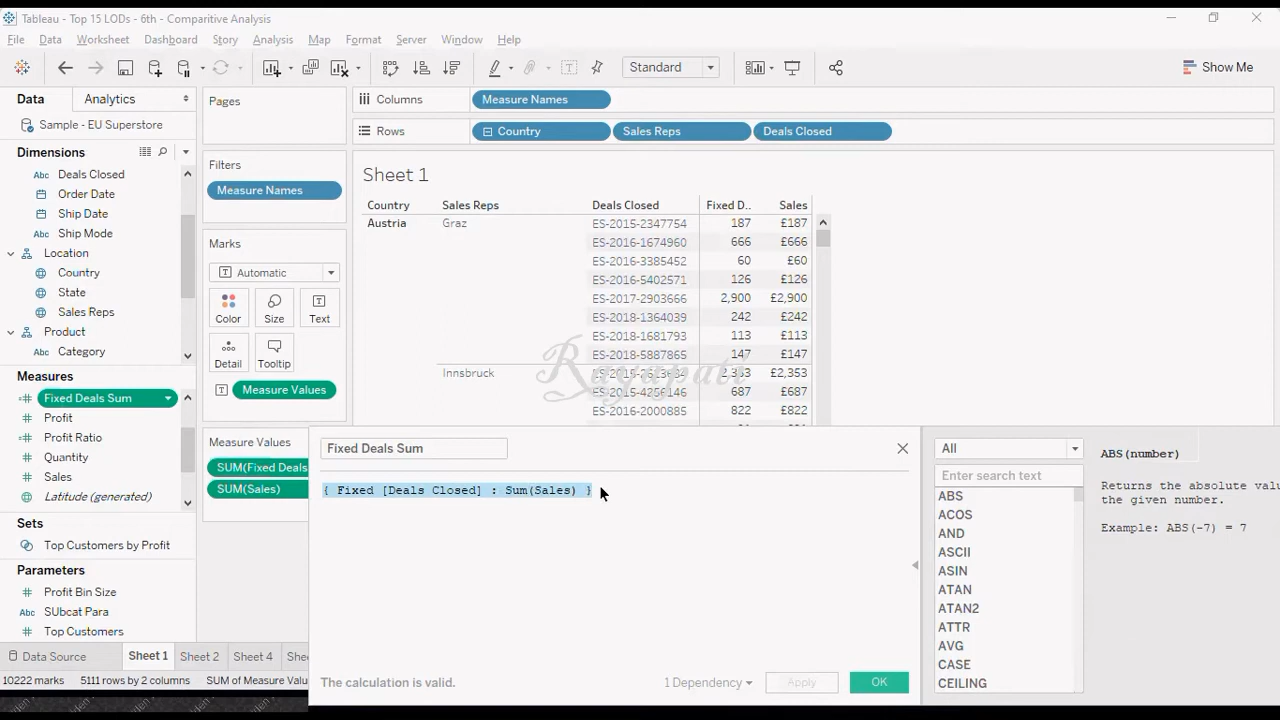 Tableau - Top 15 LODs - 6th - Comparitive Analysis
File Data Worksheet Dashboard Story Analysis Map Format Server Window Help
Standard Show Me
Data Analytics
Sample - EU Superstore
Dimensions
Abc Deals Closed
Order Date
Ship Date
Abc Ship Mode
Location
Country
State
Sales Reps
Product
Abc Category
Measures
Fixed Deals Sum
Profit
Profit Ratio
Quantity
Sales
Latitude (generated)
Sets
Top Customers by Profit
Parameters
Profit Bin Size
Abc SUbcat Para
Top Customers
Pages
Filters
Measure Names
Marks
Automatic
Color Size Text
Detail Tooltip
Measure Values
Measure Values
SUM(Fixed Deals
SUM(Sales)
Columns Measure Names
Rows Country Sales Reps Deals Closed
Sheet 1
Country Sales Reps Deals Closed Fixed D.. Sales
Austria Graz ES-2015-2347754 187 £187
ES-2016-1674960 666 £666
ES-2016-3385452 60 £60
ES-2016-5402571 126 £126
ES-2017-2903666 2,900 £2,900
ES-2018-1364039 242 £242
ES-2018-1681793 113 £113
ES-2018-5887865 147 £147
Innsbruck £2,353
ES-2015-4256146 687 £687
ES-2016-2000885 822 £822
Rayapati
Fixed Deals Sum
{ Fixed [Deals Closed] : Sum(Sales) }
The calculation is valid. 1 Dependency Apply OK
All
Enter search text
ABS
ACOS
AND
ASCII
ASIN
ATAN
ATAN2
ATTR
AVG
CASE
CEILING
ABS(number)
Returns the absolute valu
the given number.
Example: ABS(-7) = 7
Data Source Sheet 1 Sheet 2 Sheet 4 She
10222 marks 5111 rows by 2 columns SUM of Measure Valu